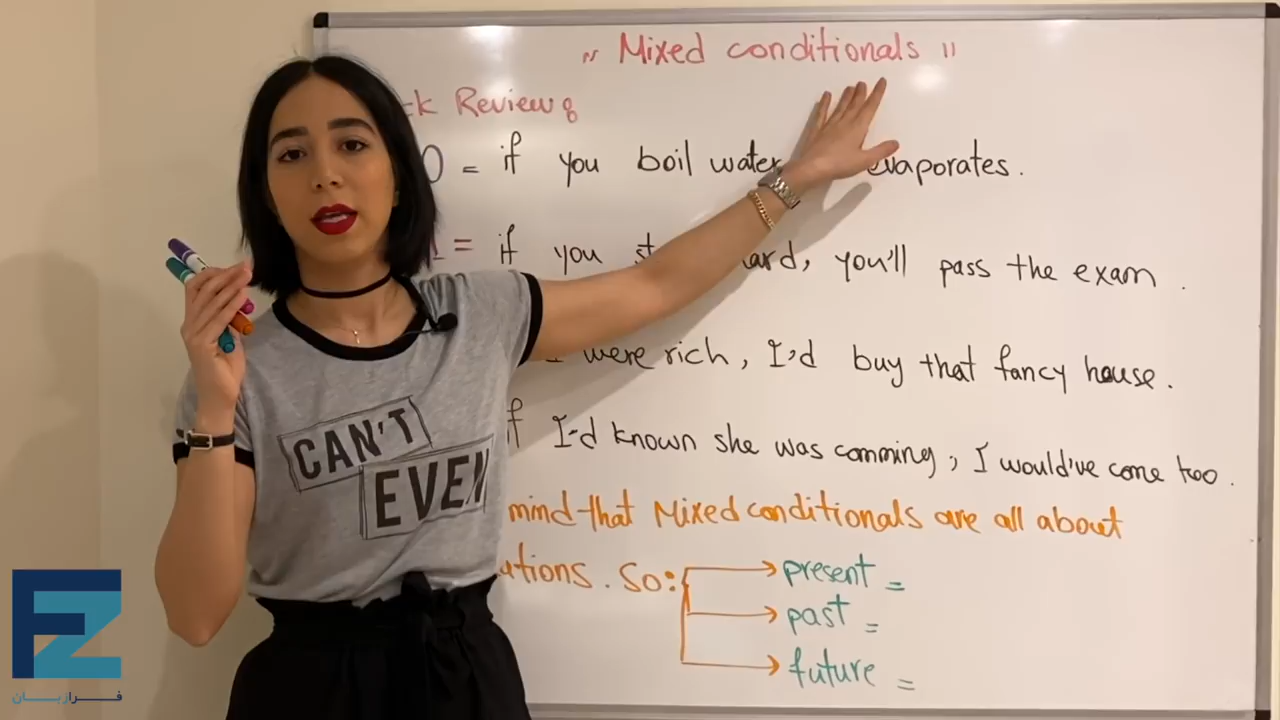 " Mixed conditionals "
Review
0 = if you boil water evaporates.
1 = if you hard, you'll pass the exam.
were rich, I'd buy that fancy house.
I'd known she was comming, I would've come too.
mind that Mixed conditionals are all about
So:
present =
past =
future =
CAN'T
EVEN
FZ
فرازبان